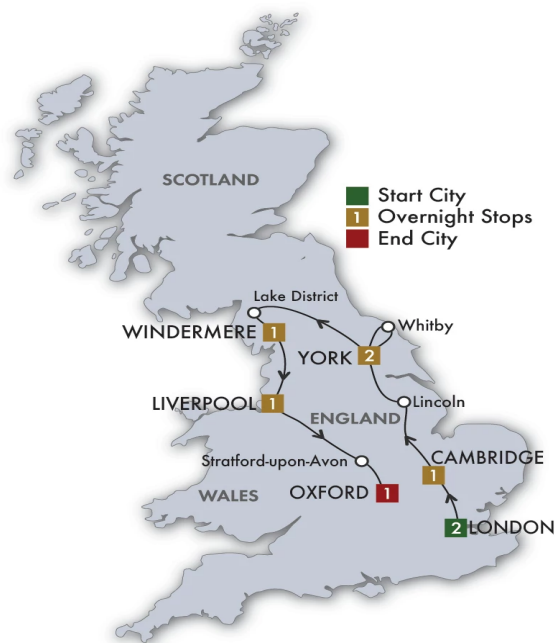 SCOTLAND
Start City
1 Overnight Stops
End City
Lake District
Whitby
WINDERMERE 1
YORK 2
LIVERPOOL 1
Lincoln
ENGLAND
Stratford-upon-Avon
CAMBRIDGE
1
WALES
OXFORD 1
2 LONDON